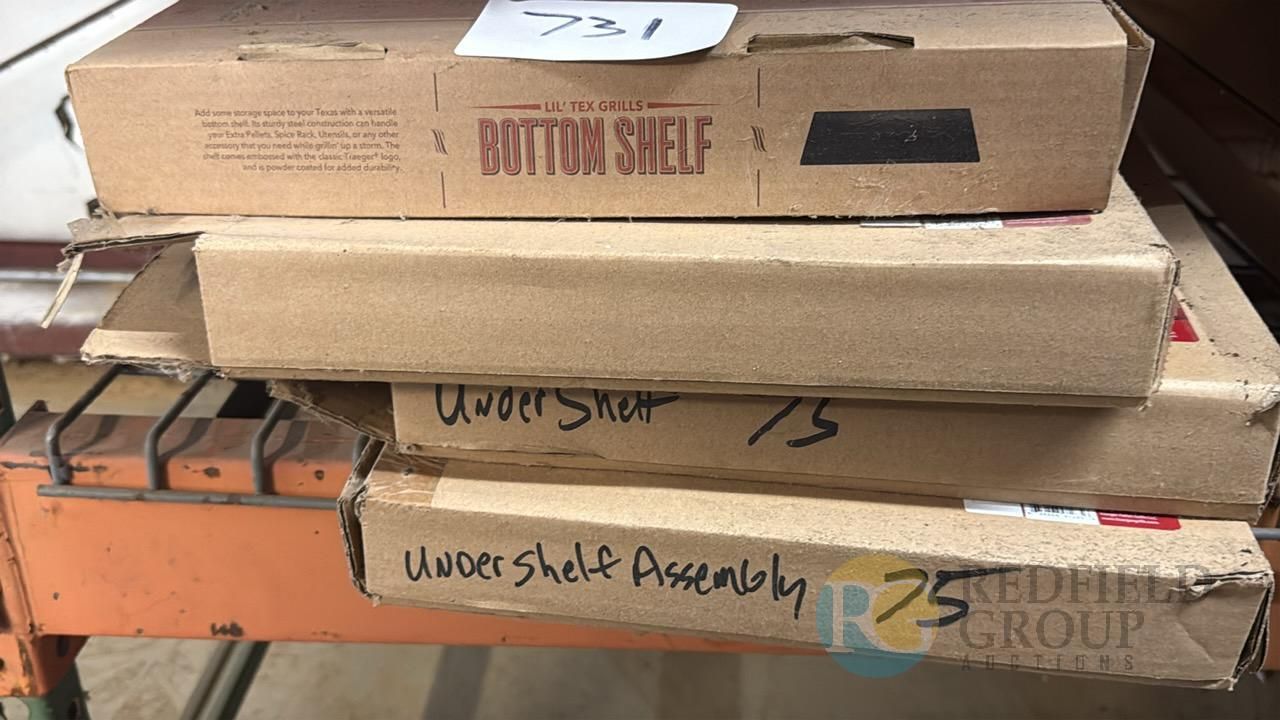 731
Add some storage space to your Texas with a versatile
bottom shelf. Its sturdy steel construction can handle
your Extra Pellets, Spice Rack, Utensils, or any other
accessory that you need while grillin' up a storm. The
shelf comes embossed with the classic Traeger® logo,
and is powder coated for added durability.
LIL' TEX GRILLS
BOTTOM SHELF
UNDER Shelf 75
UNDER Shelf Assembly 75
RG REDFIELD
GROUP
AUCTIONS